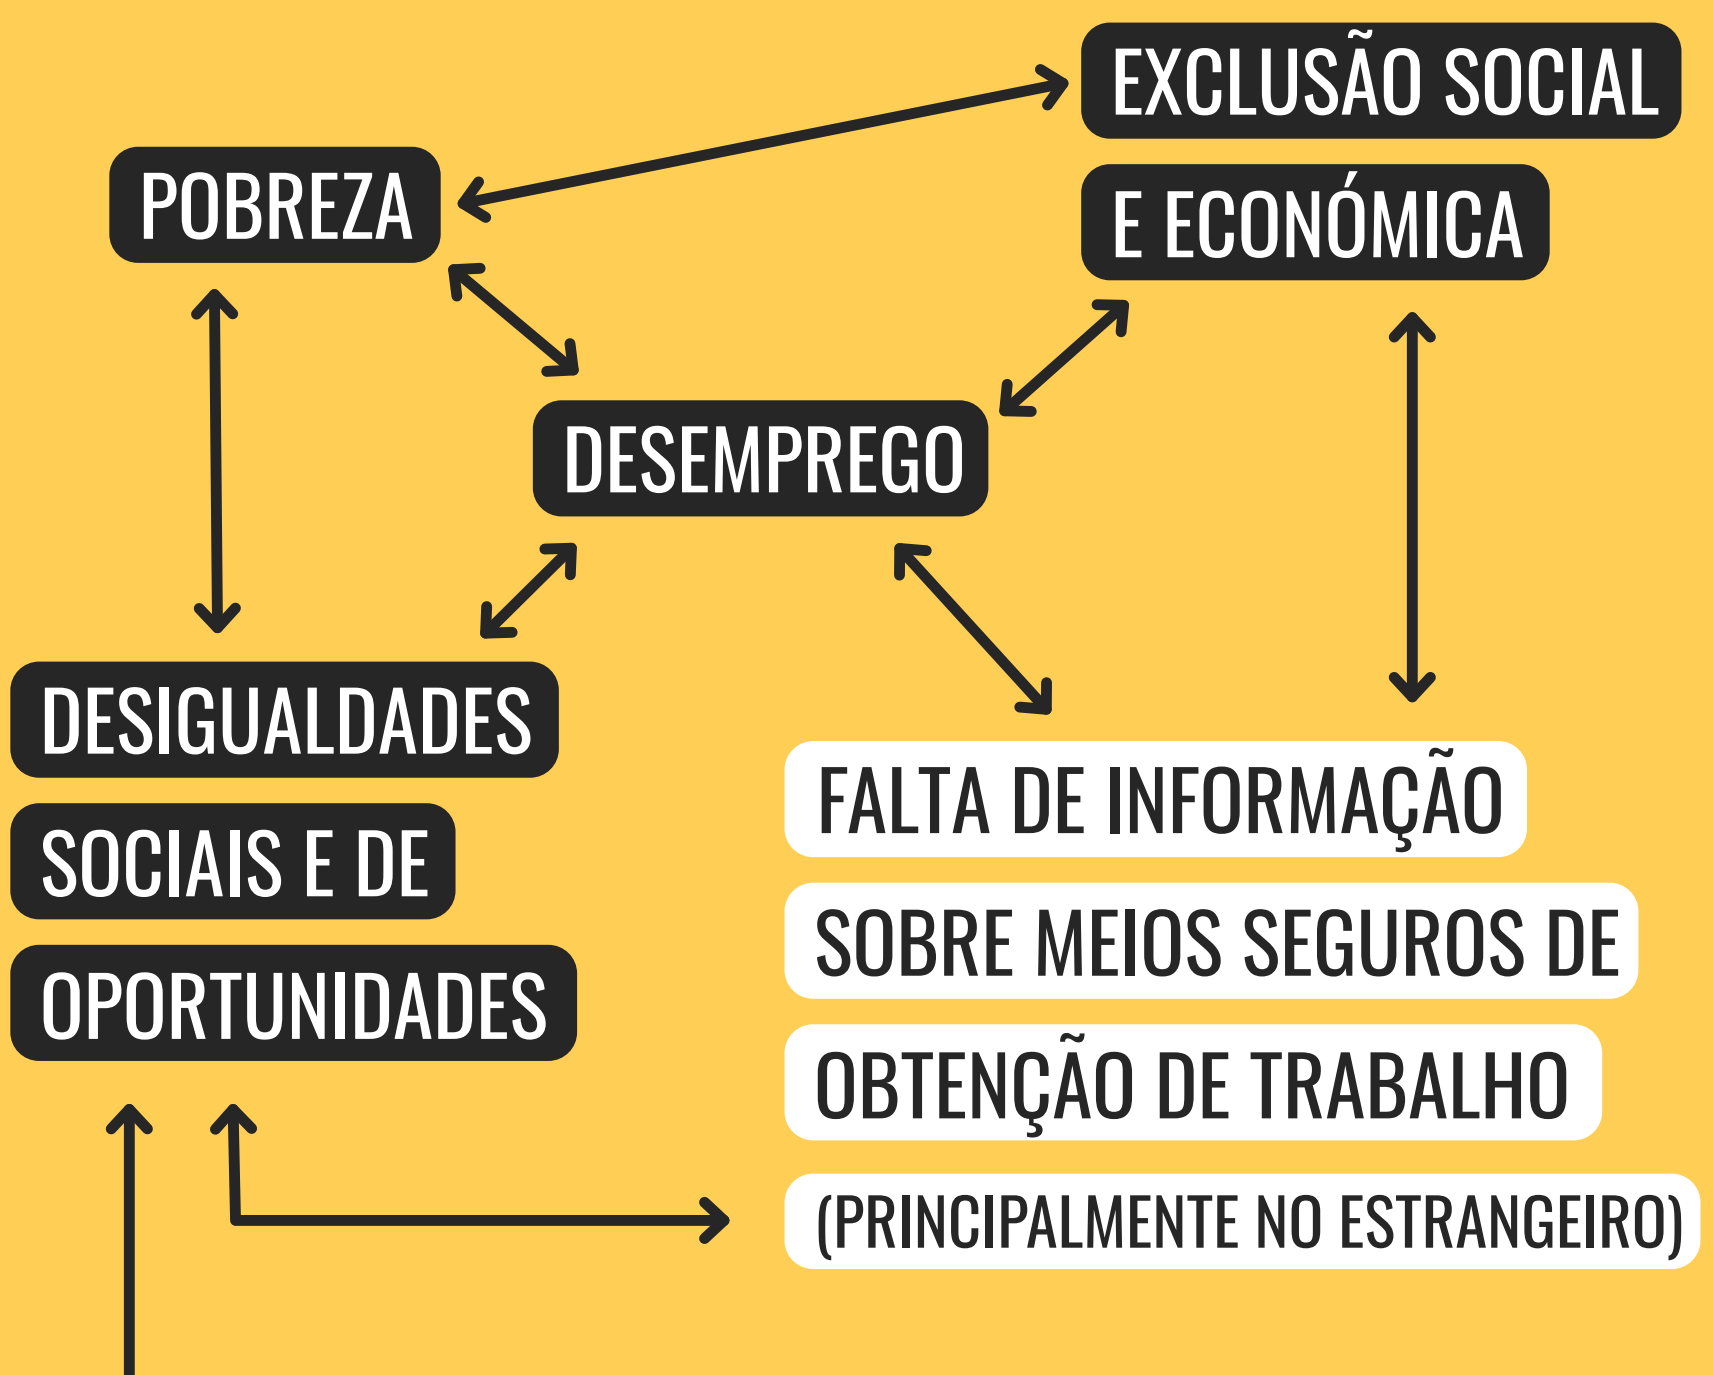 EXCLUSÃO SOCIAL
E ECONÓMICA
POBREZA
DESEMPREGO
DESIGUALDADES
SOCIAIS E DE
OPORTUNIDADES
FALTA DE INFORMAÇÃO
SOBRE MEIOS SEGUROS DE
OBTENÇÃO DE TRABALHO
(PRINCIPALMENTE NO ESTRANGEIRO)